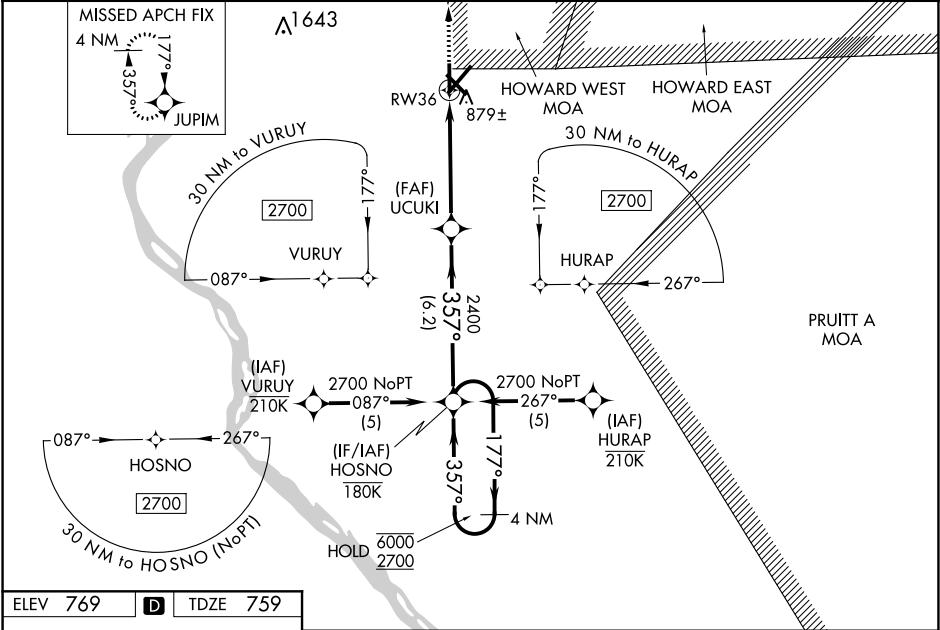 MISSED APCH FIX
4 NM
177°
357°
JUPIM
1643
RW36
879±
HOWARD WEST
MOA
HOWARD EAST
MOA
30 NM to VURUY
177°
2700
VURUY
087°
(FAF)
UCUKI
30 NM to HURAP
177°
2700
HURAP
267°
PRUITT A
MOA
2400
357°
(6.2)
(IAF)
VURUY
210K
2700 NoPT
087°
(5)
2700 NoPT
267°
(5)
(IAF)
HURAP
210K
(IF/IAF)
HOSNO
180K
357°
177°
4 NM
HOLD
6000
2700
087°
267°
HOSNO
2700
30 NM to HOSNO (NoPT)
ELEV 769 D TDZE 759